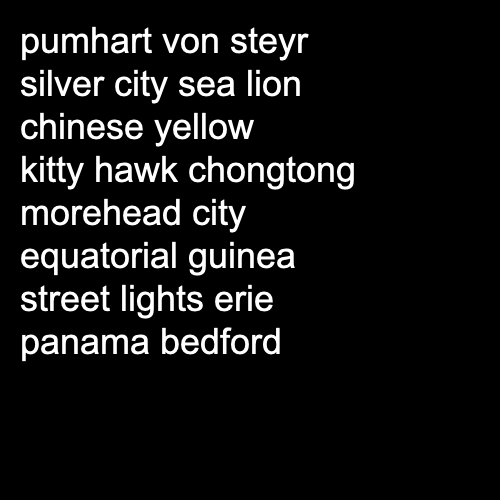 pumhart von steyr
silver city sea lion
chinese yellow
kitty hawk chongtong
morehead city
equatorial guinea
street lights erie
panama bedford